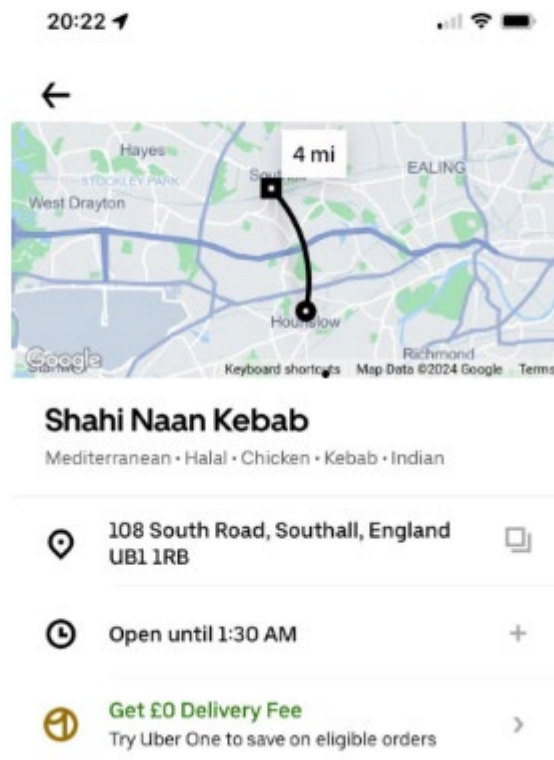 20:22
Hayes
4 mi
EALING
STOCKLEY PARK
West Drayton
Hounslow
Google
Richmond
Keyboard shortcuts Map Data ©2024 Google Terms
Shahi Naan Kebab
Mediterranean • Halal • Chicken • Kebab • Indian
108 South Road, Southall, England
UB1 1RB
Open until 1:30 AM
Get £0 Delivery Fee
Try Uber One to save on eligible orders